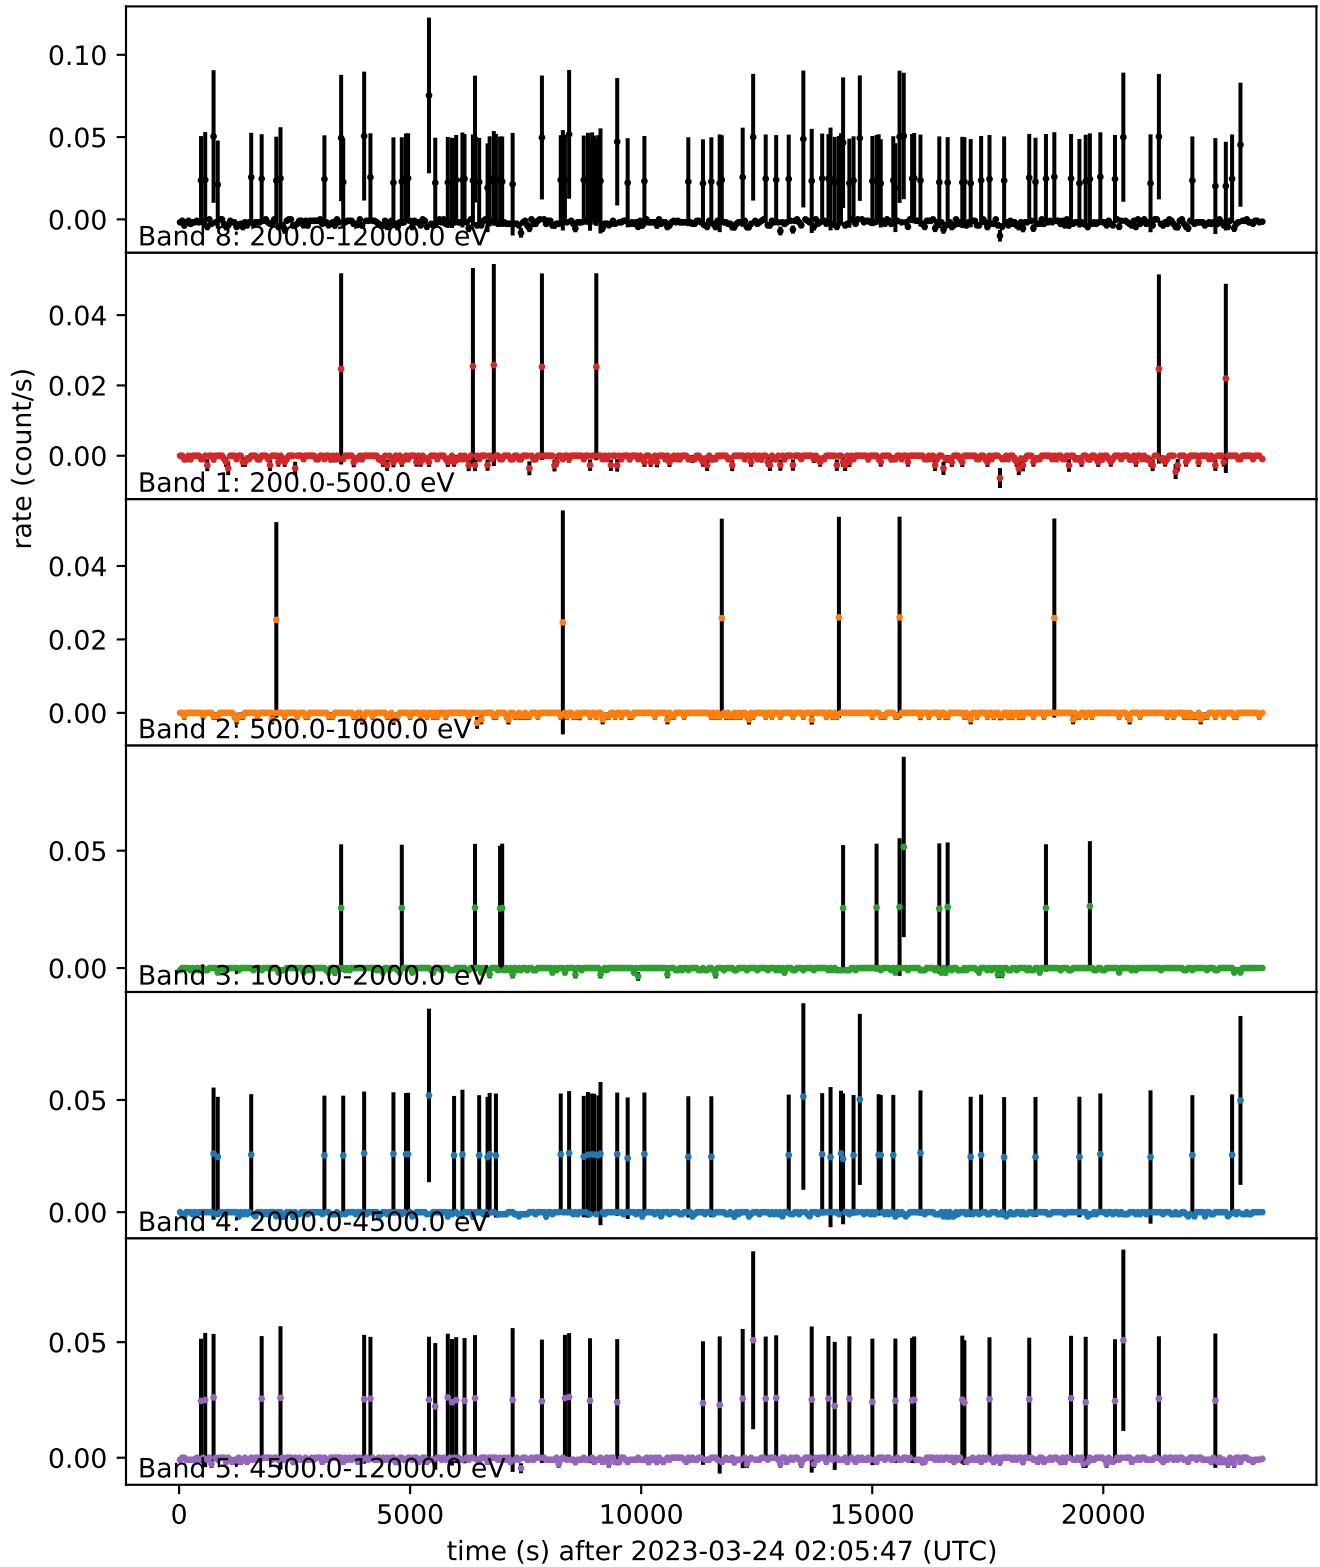 0.10
0.05
0.00
Band 8: 200.0-12000.0 eV
0.04
0.02
0.00
Band 1: 200.0-500.0 eV
rate (count/s)
0.04
0.02
0.00
Band 2: 500.0-1000.0 eV
0.05
0.00
Band 3: 1000.0-2000.0 eV
0.05
0.00
Band 4: 2000.0-4500.0 eV
0.05
0.00
Band 5: 4500.0-12000.0 eV
0 5000 10000 15000 20000
time (s) after 2023-03-24 02:05:47 (UTC)